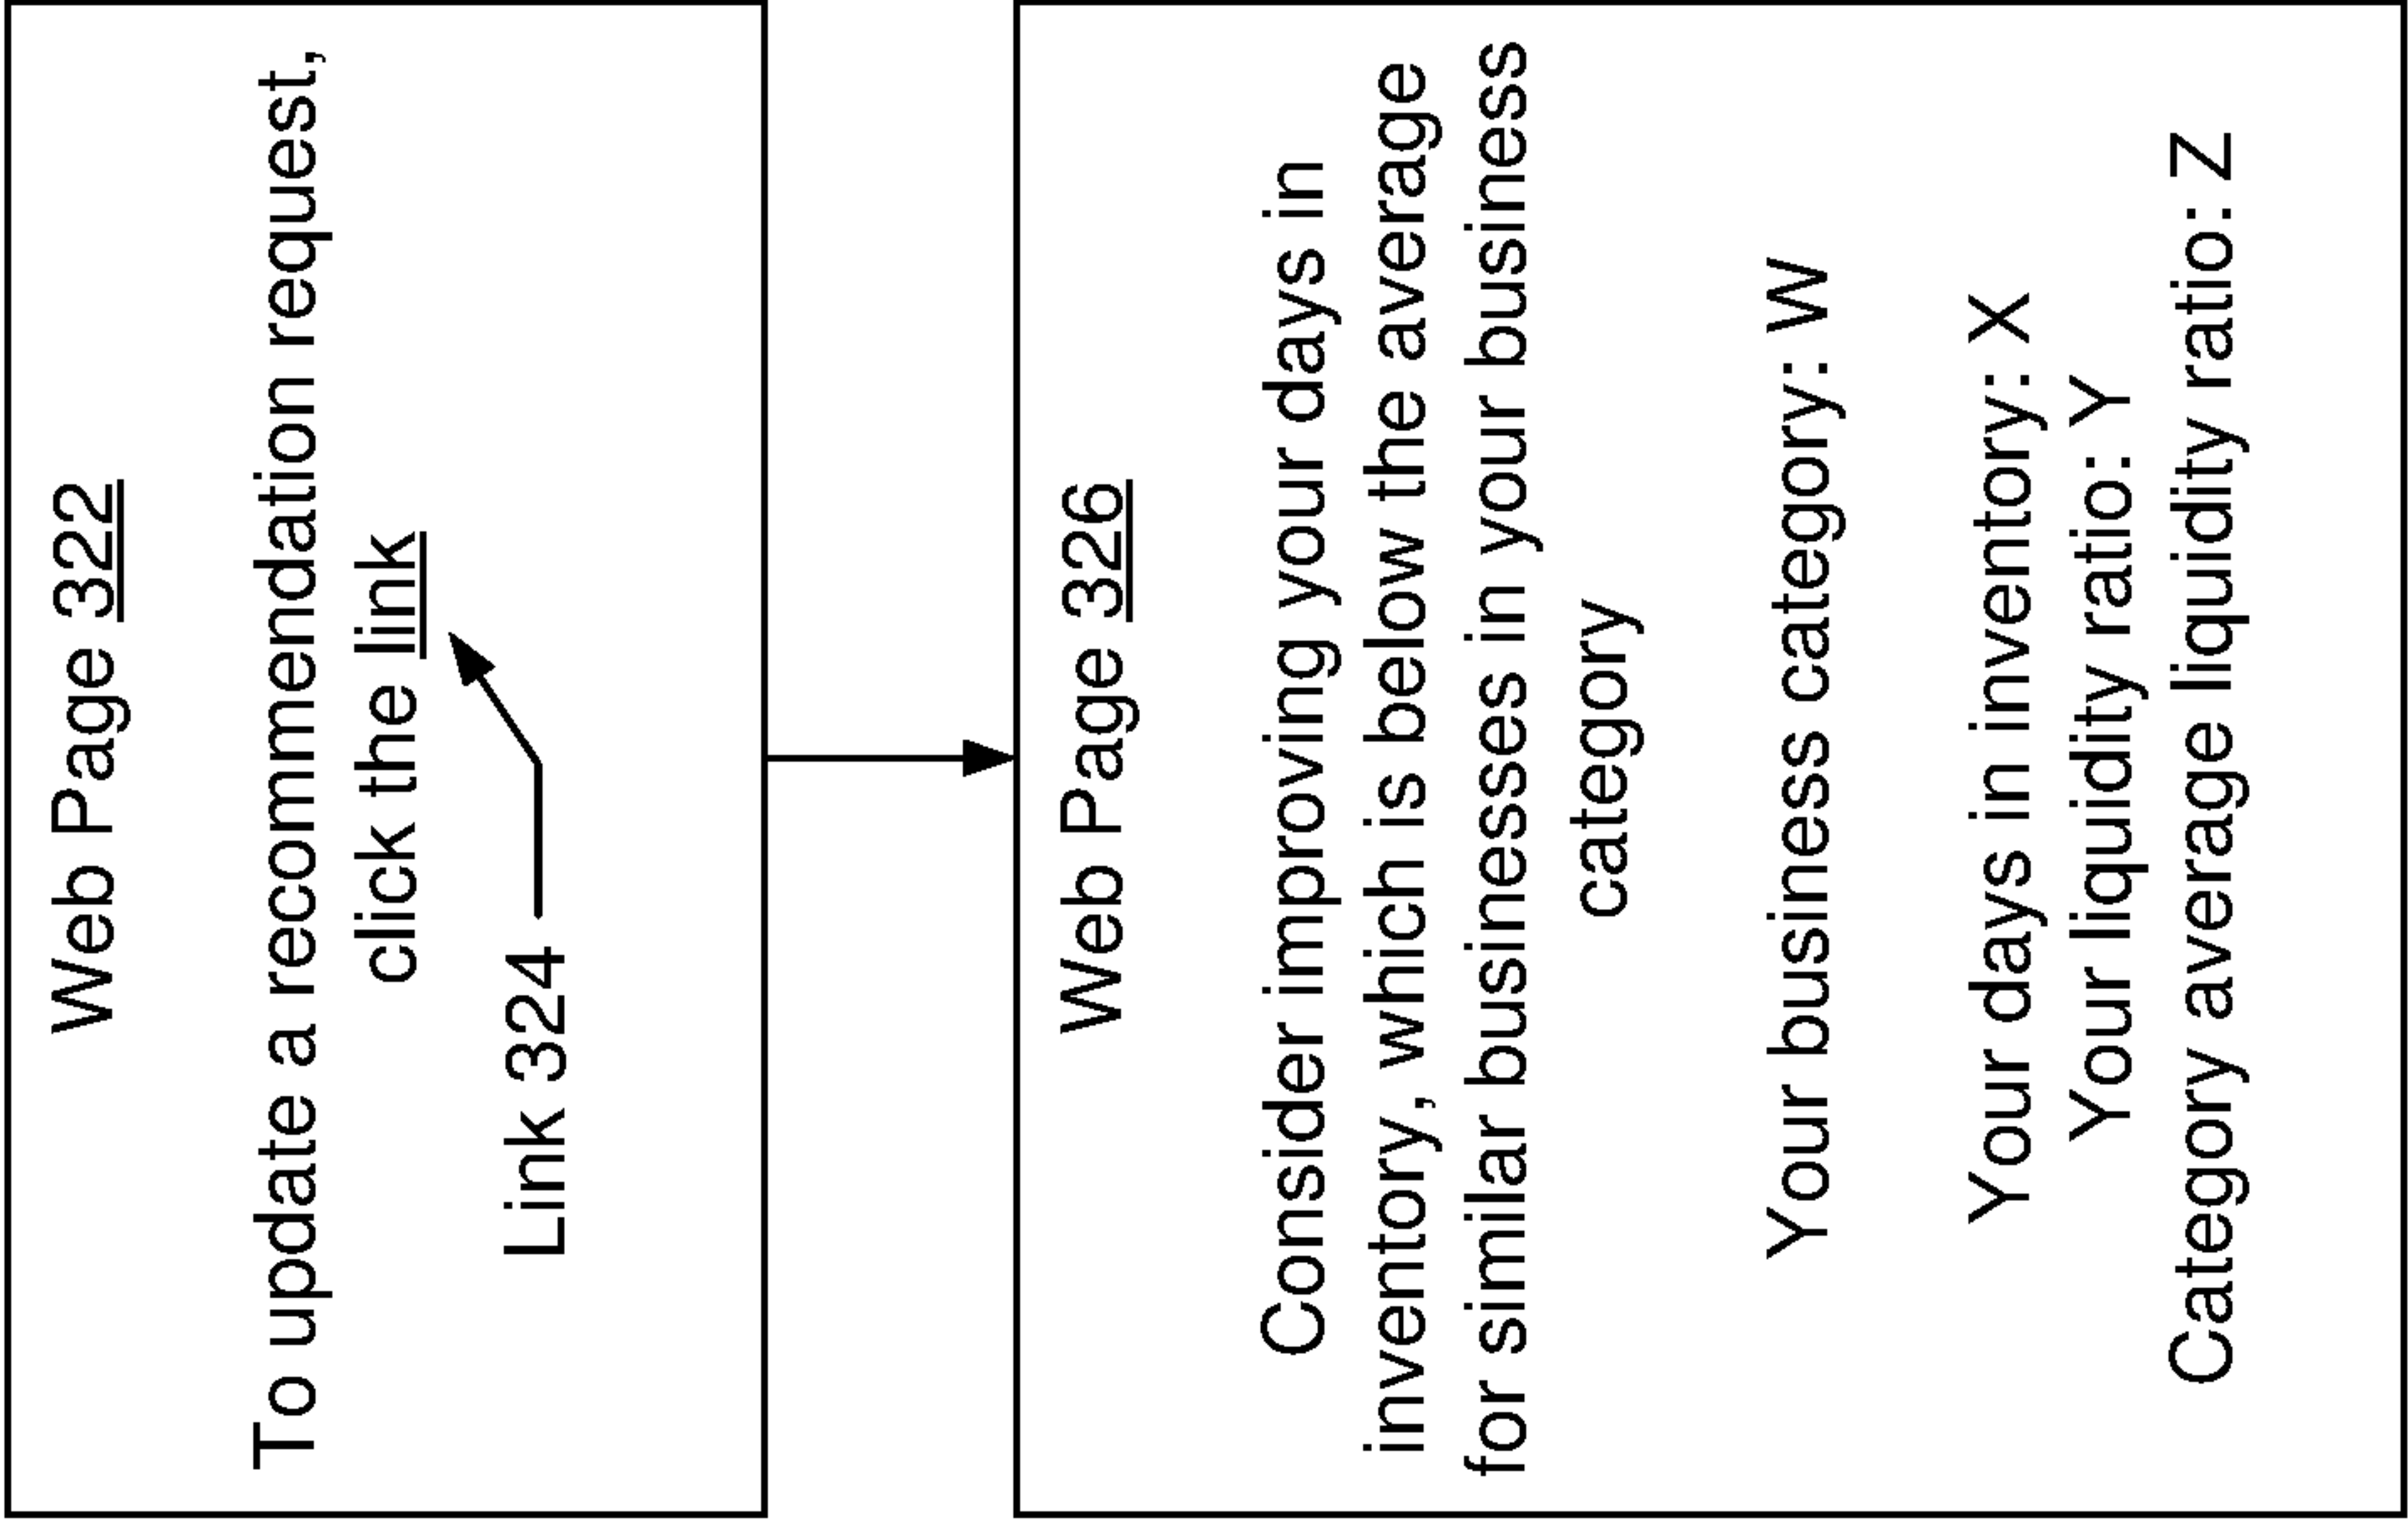 Web Page 322
To update a recommendation request,
click the link
Link 324
Web Page 326
Consider improving your days in
inventory, which is below the average
for similar businesses in your business
category
Your business category: W
Your days in inventory: X
Your liquidity ratio: Y
Category average liquidity ratio: Z